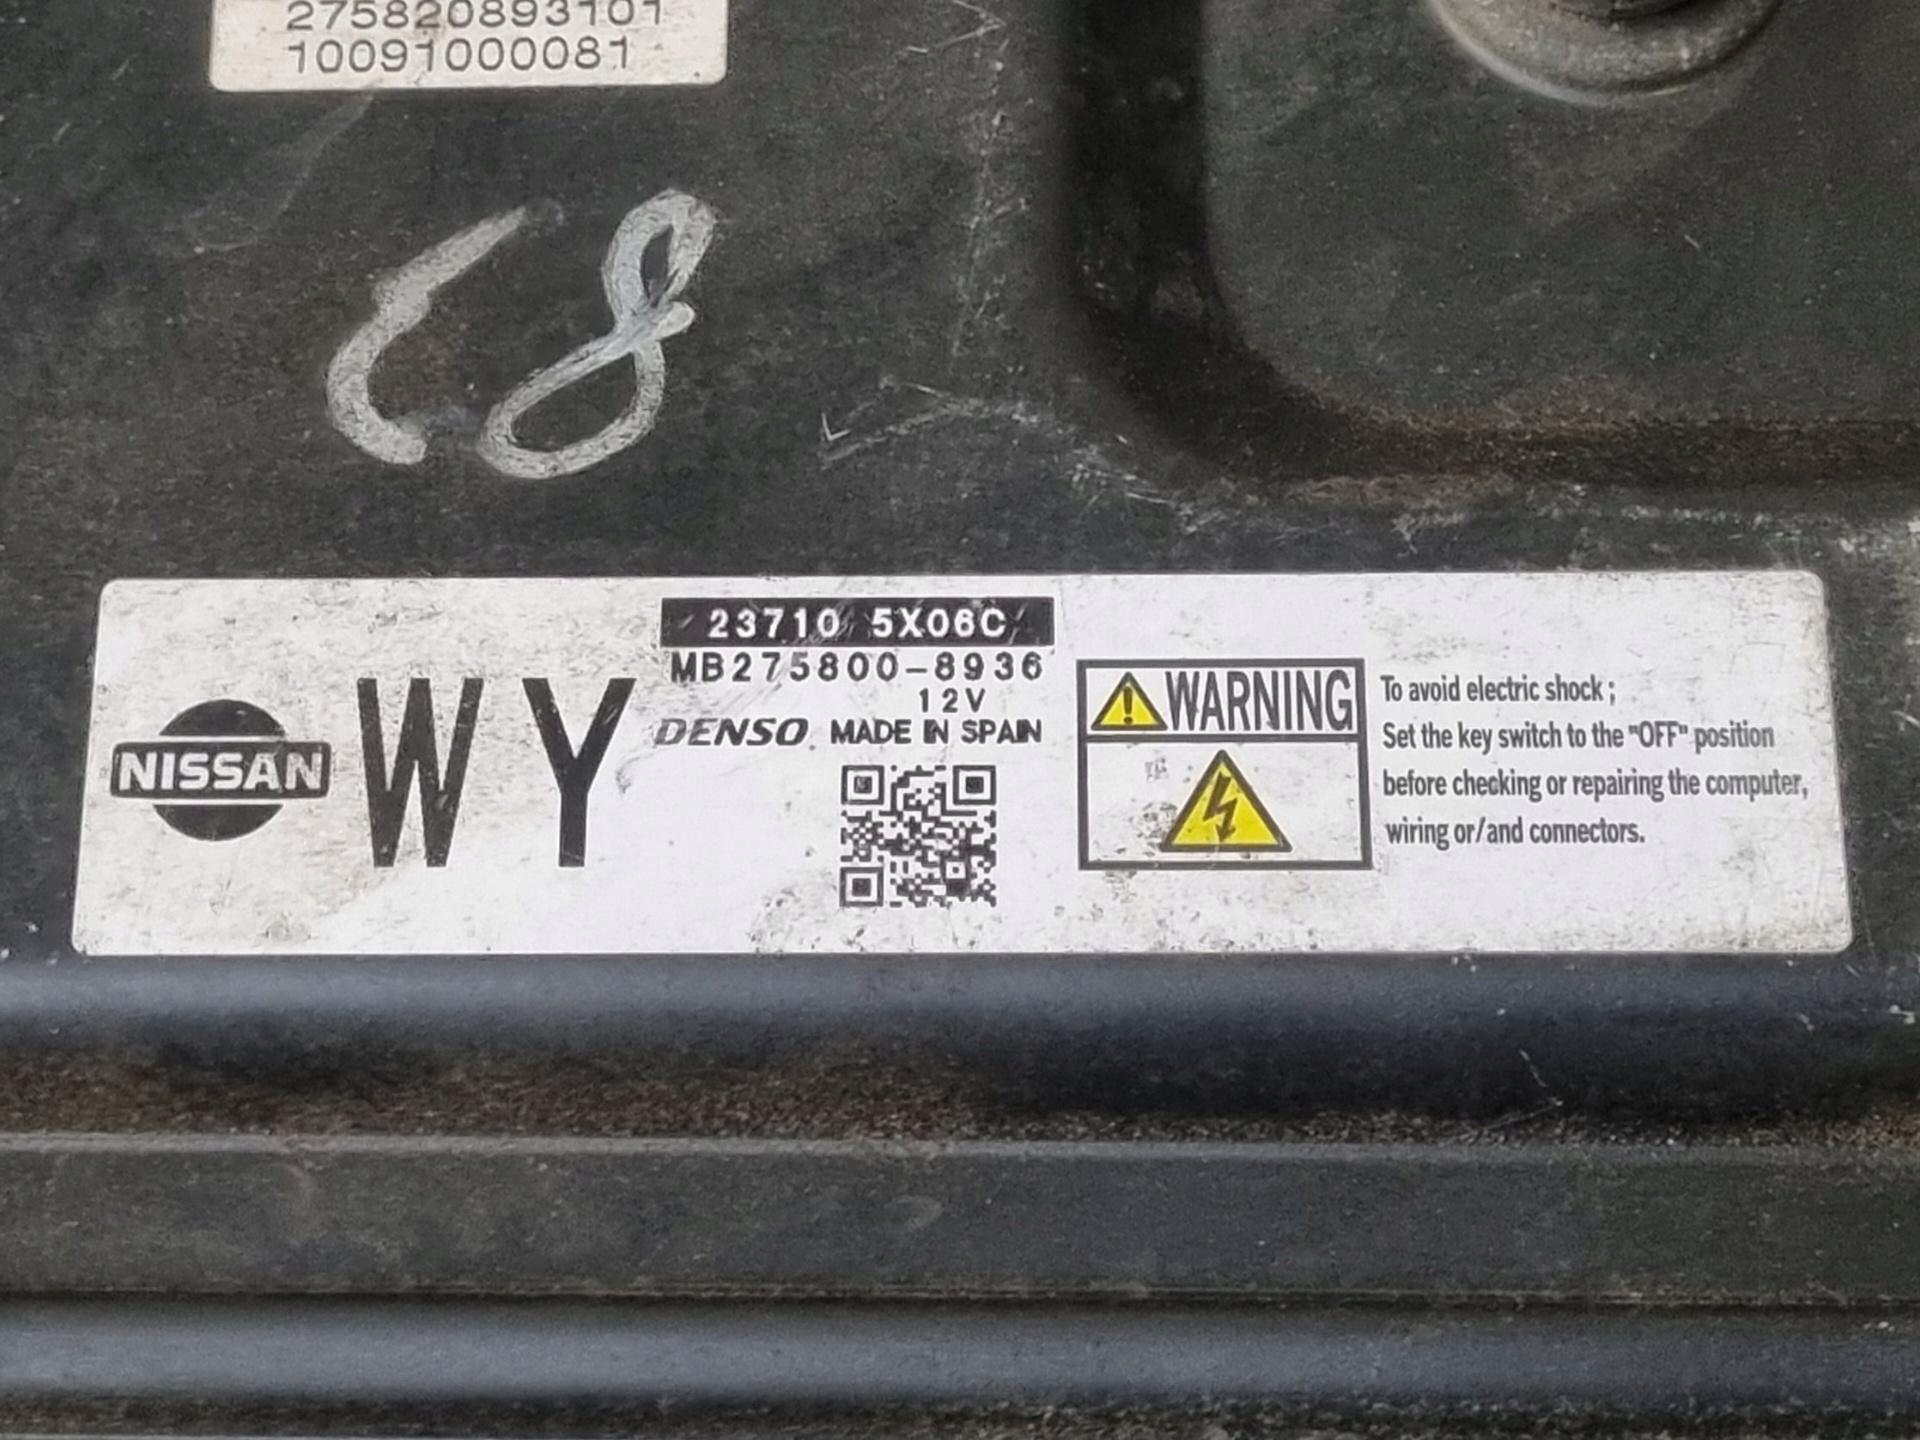 275820893101
10091000081
C8
23710 5X06C
MB275800-8936
12V
DENSO MADE IN SPAIN
NISSAN
WY
WARNING
To avoid electric shock ;
Set the key switch to the "OFF" position
before checking or repairing the computer,
wiring or/and connectors.